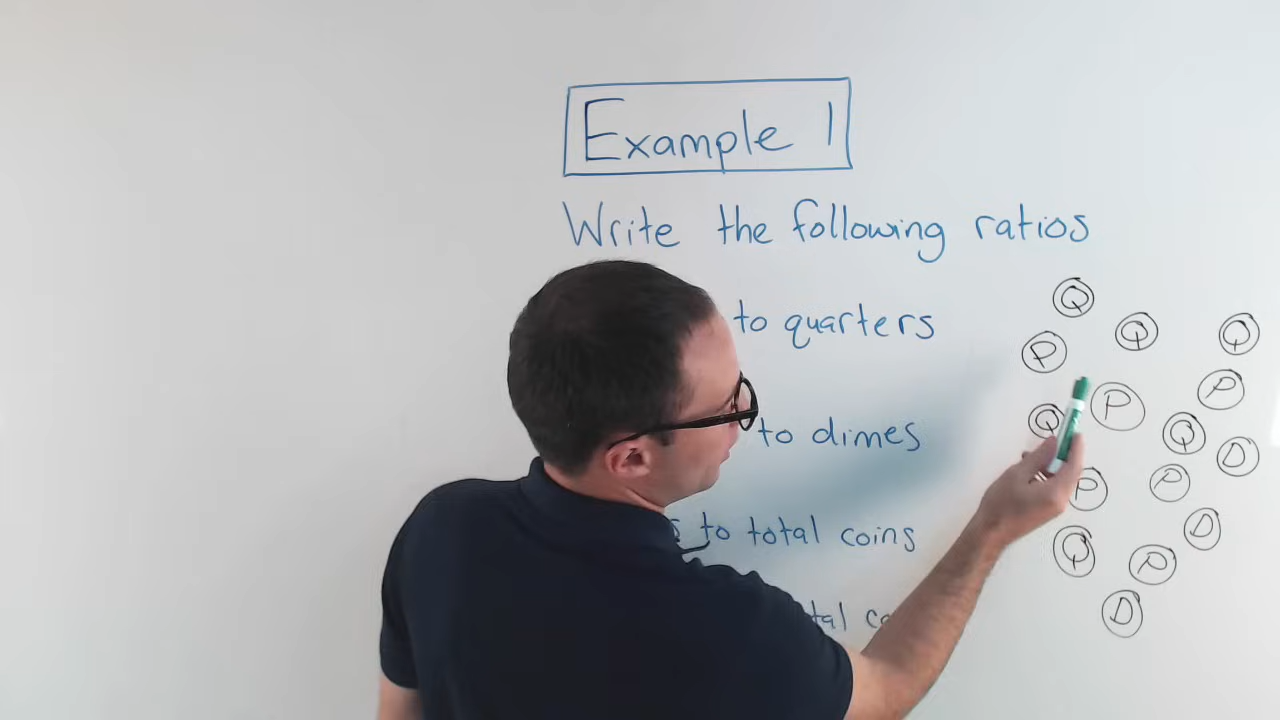 Example 1
Write the following ratios
to quarters
to dimes
to total coins
Q
Q
Q
P
P
P
Q
Q
D
P
P
D
Q
P
D